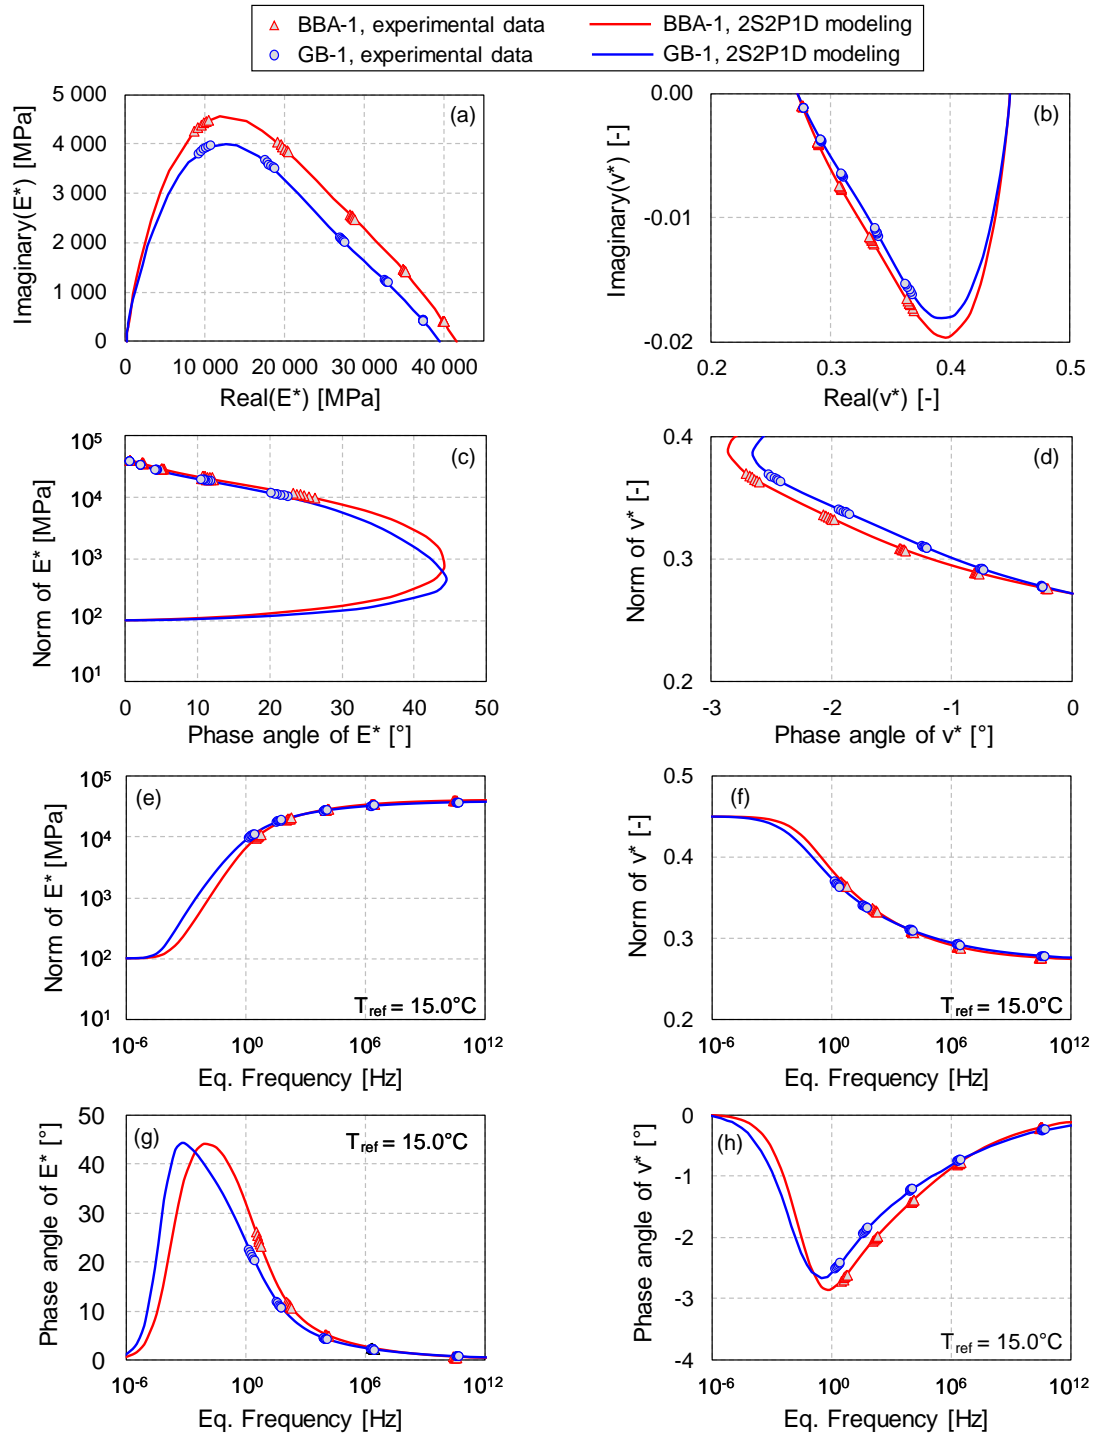 BBA-1, experimental data
BBA-1, 2S2P1D modeling
GB-1, experimental data
GB-1, 2S2P1D modeling
(a)
Imaginary(E*) [MPa]
5 000
4 000
3 000
2 000
1 000
0
0
10 000
20 000
30 000
40 000
Real(E*) [MPa]
(b)
Imaginary(ν*) [-]
0.00
-0.01
-0.02
0.2
0.3
0.4
0.5
Real(ν*) [-]
(c)
Norm of E* [MPa]
10⁵
10⁴
10³
10²
10¹
0
10
20
30
40
50
Phase angle of E* [°]
(d)
Norm of ν* [-]
0.4
0.3
0.2
-3
-2
-1
0
Phase angle of ν* [°]
(e)
Norm of E* [MPa]
10⁵
10⁴
10³
10²
10¹
T_ref = 15.0°C
10⁻⁶
10⁰
10⁶
10¹²
Eq. Frequency [Hz]
(f)
Norm of ν* [-]
0.5
0.4
0.3
0.2
T_ref = 15.0°C
10⁻⁶
10⁰
10⁶
10¹²
Eq. Frequency [Hz]
(g)
Phase angle of E* [°]
50
40
30
20
10
0
T_ref = 15.0°C
10⁻⁶
10⁰
10⁶
10¹²
Eq. Frequency [Hz]
(h)
Phase angle of ν* [°]
0
-1
-2
-3
-4
T_ref = 15.0°C
10⁻⁶
10⁰
10⁶
10¹²
Eq. Frequency [Hz]